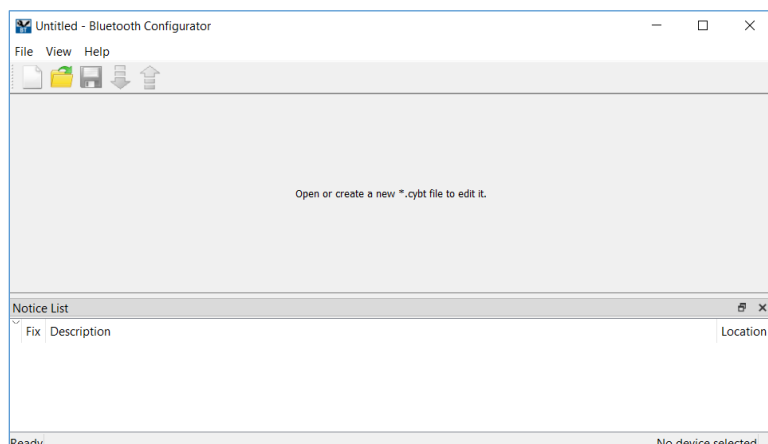 Untitled - Bluetooth Configurator
File View Help
Open or create a new *.cybt file to edit it.
Notice List
Fix Description Location
Ready No device selected